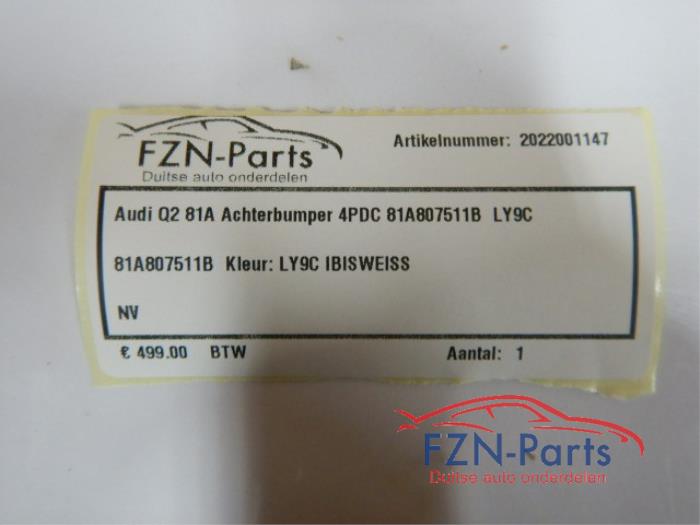 FZN-Parts
Duitse auto onderdelen
Artikelnummer: 2022001147
Audi Q2 81A Achterbumper 4PDC 81A807511B LY9C
81A807511B Kleur: LY9C IBISWEISS
NV
€ 499.00 BTW Aantal: 1
FZN-Parts
Duitse auto onderdelen